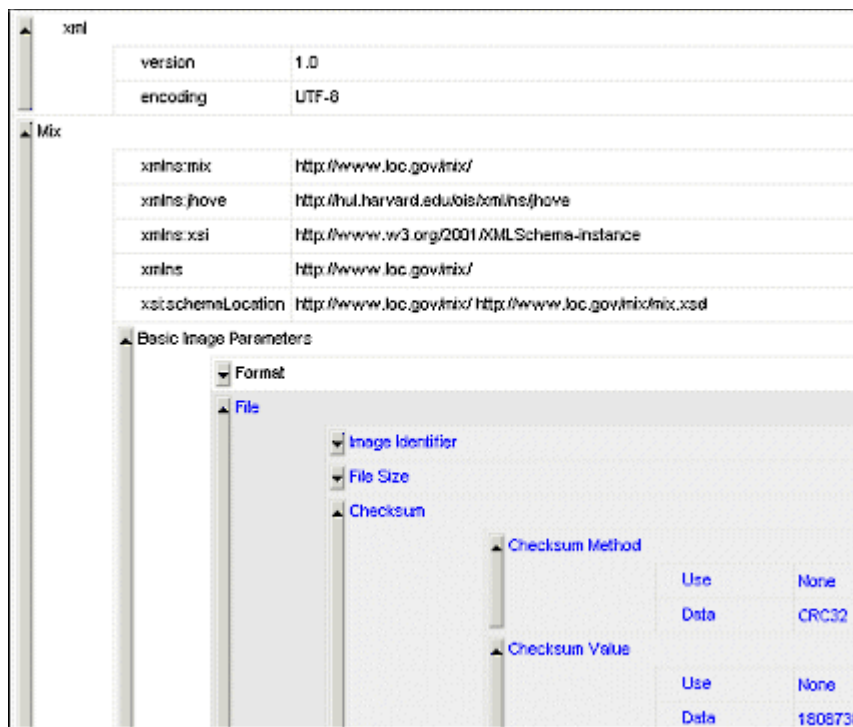 xml
version 1.0
encoding UTF-8
Mix
xmlns:mix http://www.loc.gov/mix/
xmlns:jhove http://hul.harvard.edu/ois/xml/ns/jhove
xmlns:xsi http://www.w3.org/2001/XMLSchema-instance
xmlns http://www.loc.gov/mix/
xsi:schemaLocation http://www.loc.gov/mix/ http://www.loc.gov/mix/mix.xsd
Basic Image Parameters
Format
File
Image Identifier
File Size
Checksum
Checksum Method
Use None
Data CRC32
Checksum Value
Use None
Data